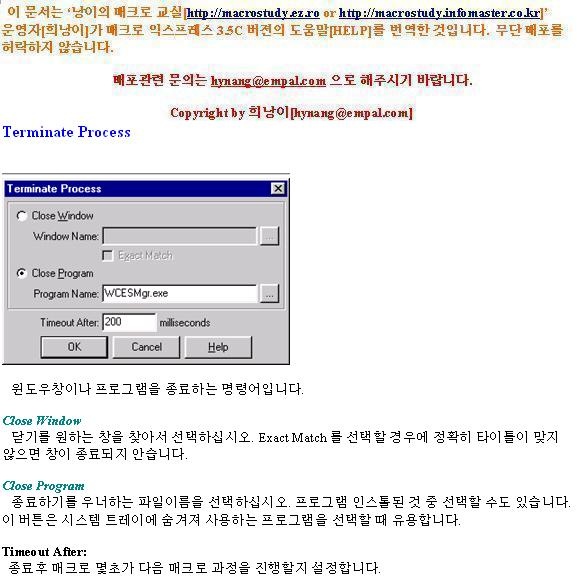 이 문서는 ‘낭이의 매크로 교실[http://macrostudy.ez.ro or http://macrostudy.infomaster.co.kr]’
운영자[희낭이]가 매크로 익스프레스 3.5C 버젼의 도움말[HELP]를 번역한 것입니다. 무단 배포를
허락하지 않습니다.
배포관련 문의는 hynang@empal.com 으로 해주시기 바랍니다.
Copyright by 희낭이[hynang@empal.com]
Terminate Process
Terminate Process
Close Window
Window Name:
...
Exact Match
Close Program
Program Name: WCESMgr.exe
...
Timeout After: 200 milliseconds
OK Cancel Help
윈도우창이나 프로그램을 종료하는 명령어입니다.
Close Window
닫기를 원하는 창을 찾아서 선택하십시오. Exact Match 를 선택할 경우에 정확히 타이틀이 맞지
않으면 창이 종료되지 안습니다.
Close Program
종료하기를 우너하는 파일이름을 선택하십시오. 프로그램 인스톨된 것 중 선택할 수도 있습니다.
이 버튼은 시스템 트레이에 숨겨져 사용하는 프로그램을 선택할 때 유용합니다.
Timeout After:
종료후 매크로 몇초가 다음 매크로 과정을 진행할지 설정합니다.